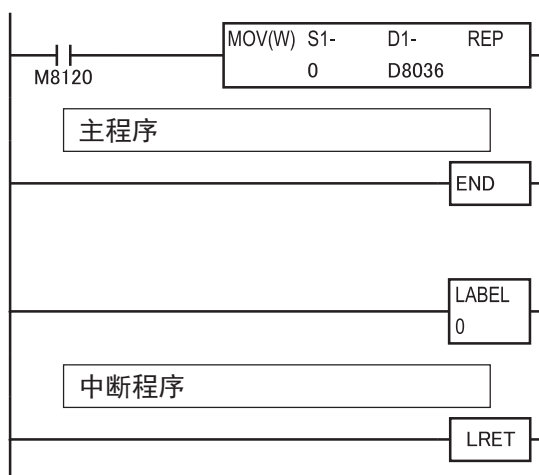 MOV(W) S1- D1- REP
0 D8036
M8120
主程序
END
LABEL
0
中断程序
LRET